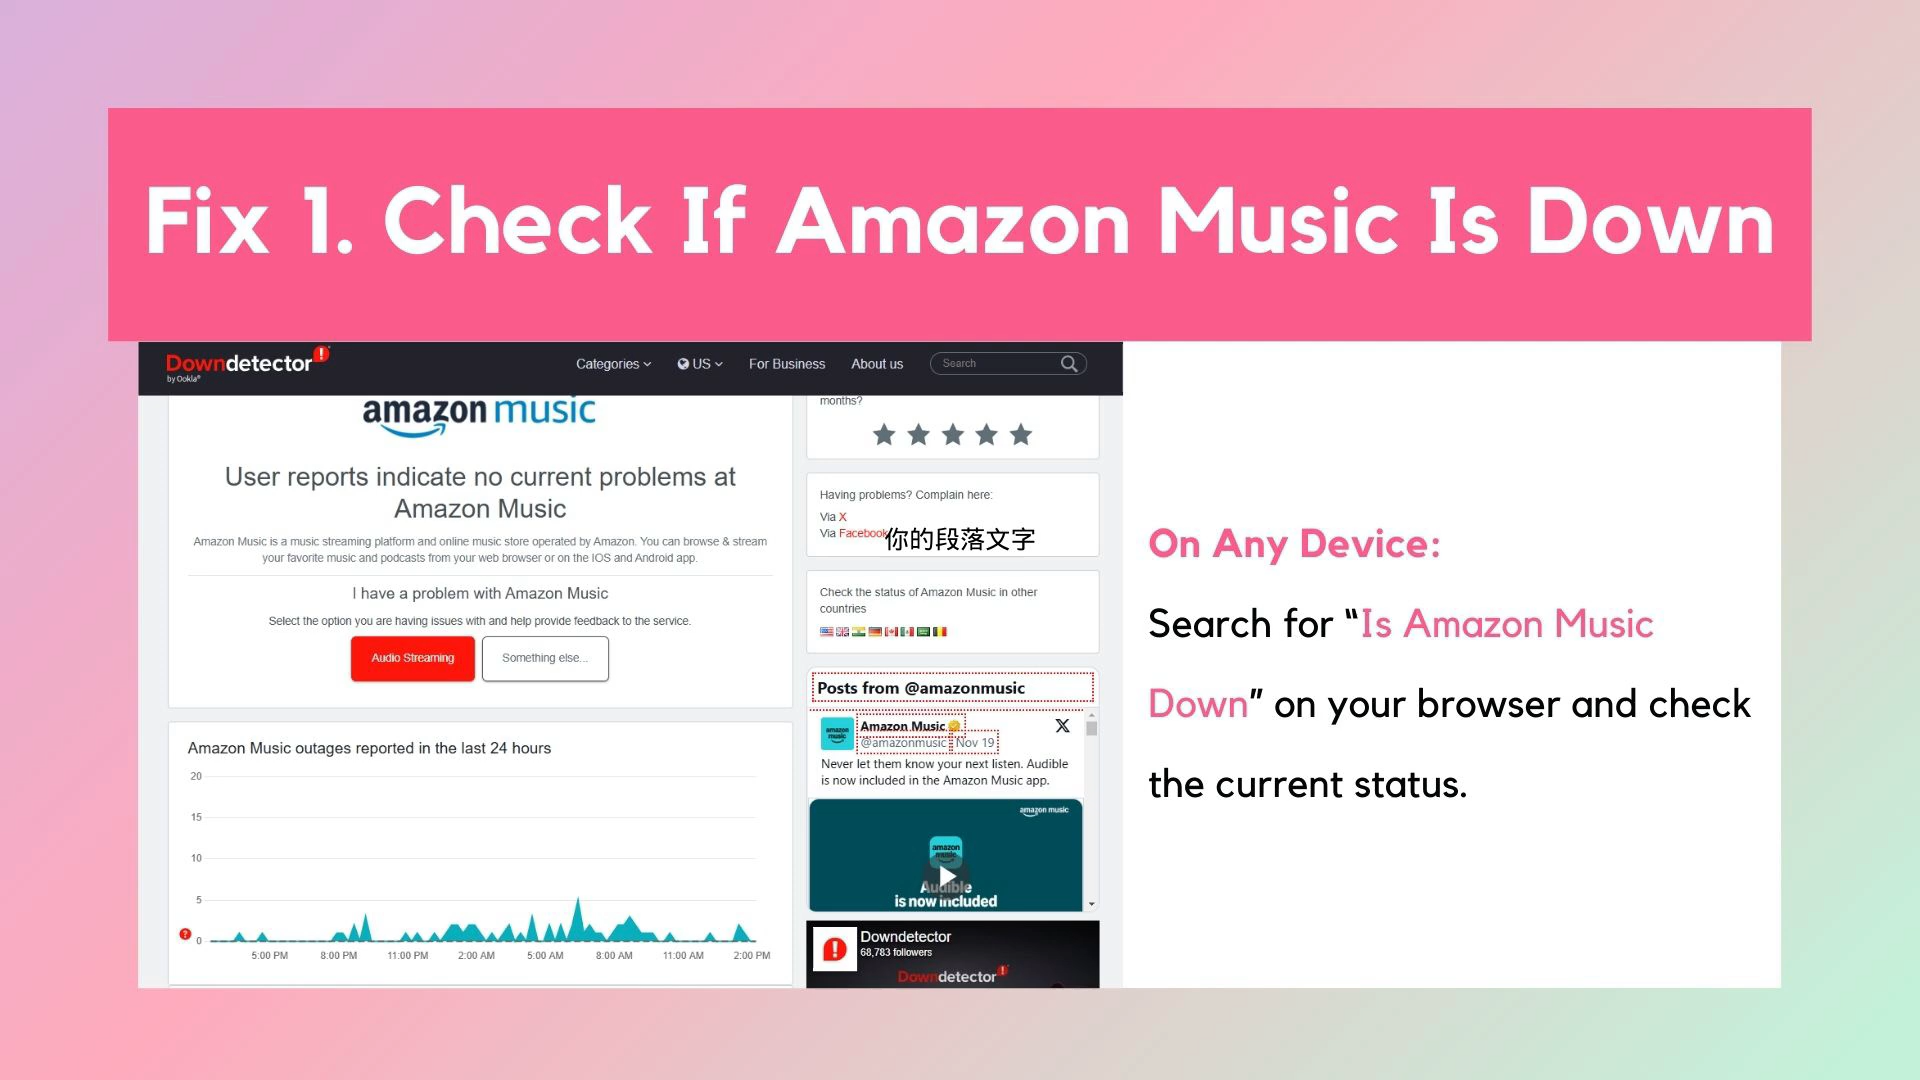 Fix 1. Check If Amazon Music Is Down
Downdetector
by Ookla®
Categories
US
For Business
About us
Search
amazon music
User reports indicate no current problems at
Amazon Music
Amazon Music is a music streaming platform and online music store operated by Amazon. You can browse & stream
your favorite music and podcasts from your web browser or on the IOS and Android app.
I have a problem with Amazon Music
Select the option you are having issues with and help provide feedback to the service.
Audio Streaming
Something else...
Amazon Music outages reported in the last 24 hours
20
15
10
5
0
5:00 PM
8:00 PM
11:00 PM
2:00 AM
5:00 AM
8:00 AM
11:00 AM
2:00 PM
months?
Having problems? Complain here:
Via X
Via Facebook
你的段落文字
Check the status of Amazon Music in other
countries
Posts from @amazonmusic
amazon
music
Amazon Music
@amazonmusic
Nov 19
Never let them know your next listen. Audible
is now included in the Amazon Music app.
amazon music
amazon
music
Audible
is now included
Downdetector
68,783 followers
Downdetector
On Any Device:
Search for “Is Amazon Music
Down” on your browser and check
the current status.